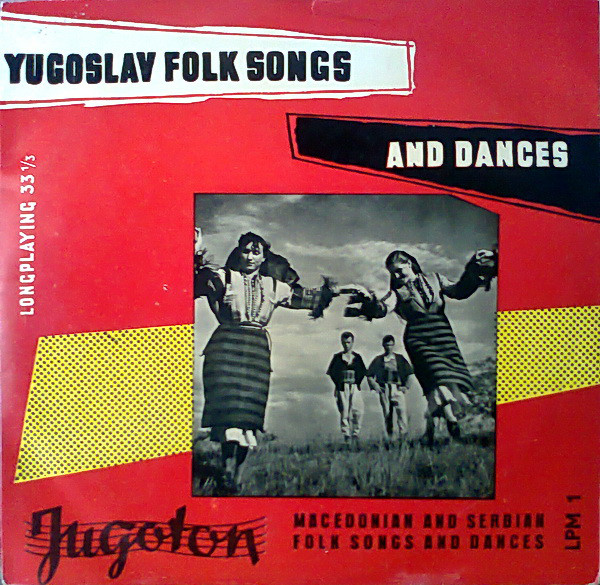 YUGOSLAV FOLK SONGS
AND DANCES
LONGPLAYING 33 1/3
Jugoton
MACEDONIAN AND SERBIAN
FOLK SONGS AND DANCES
LPM 1